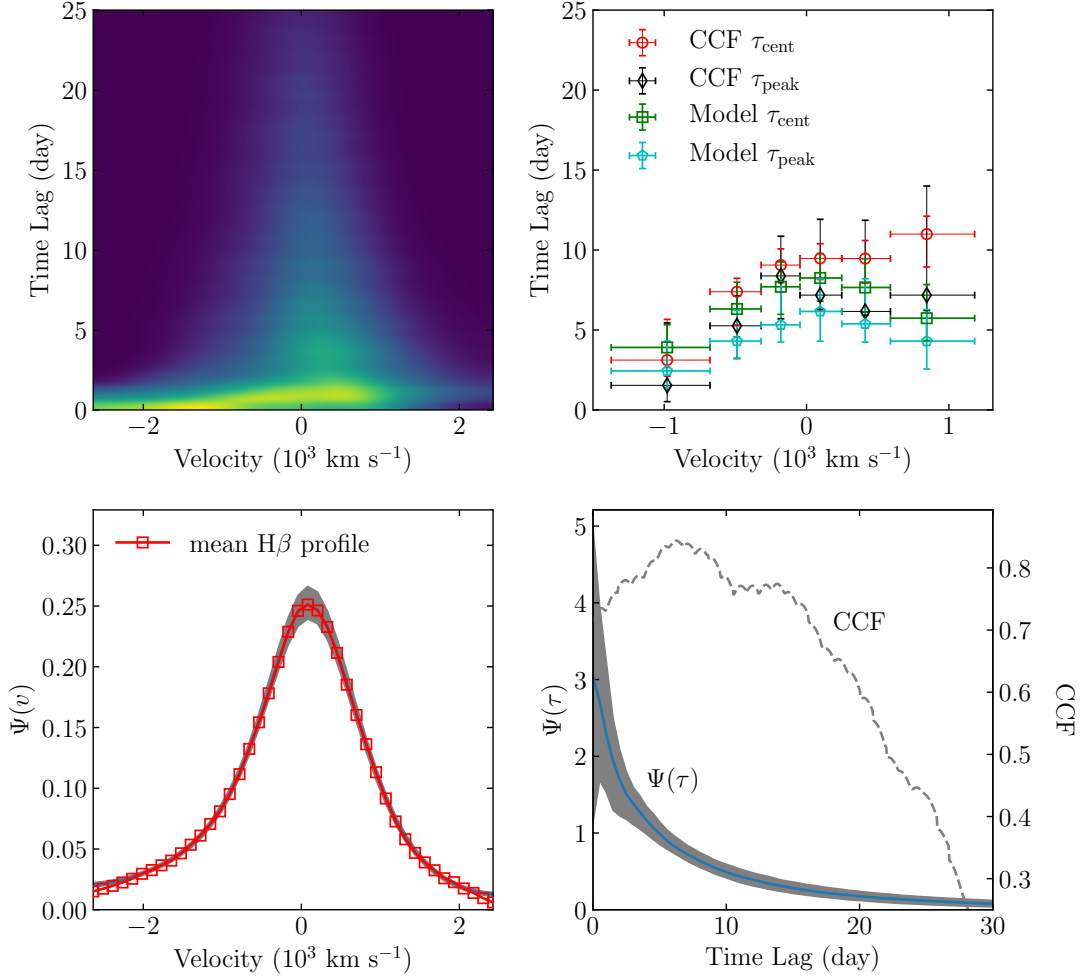 25
20
15
10
5
0
Time Lag (day)
−2
0
2
Velocity (10³ km s⁻¹)
25
20
15
10
5
0
Time Lag (day)
CCF τcent
CCF τpeak
Model τcent
Model τpeak
−1
0
1
Velocity (10³ km s⁻¹)
0.30
0.25
0.20
0.15
0.10
0.05
0.00
Ψ(v)
mean Hβ profile
−2
0
2
Velocity (10³ km s⁻¹)
5
4
3
2
1
0
Ψ(τ)
CCF
Ψ(τ)
0.8
0.7
0.6
0.5
0.4
0.3
CCF
0
10
20
30
Time Lag (day)